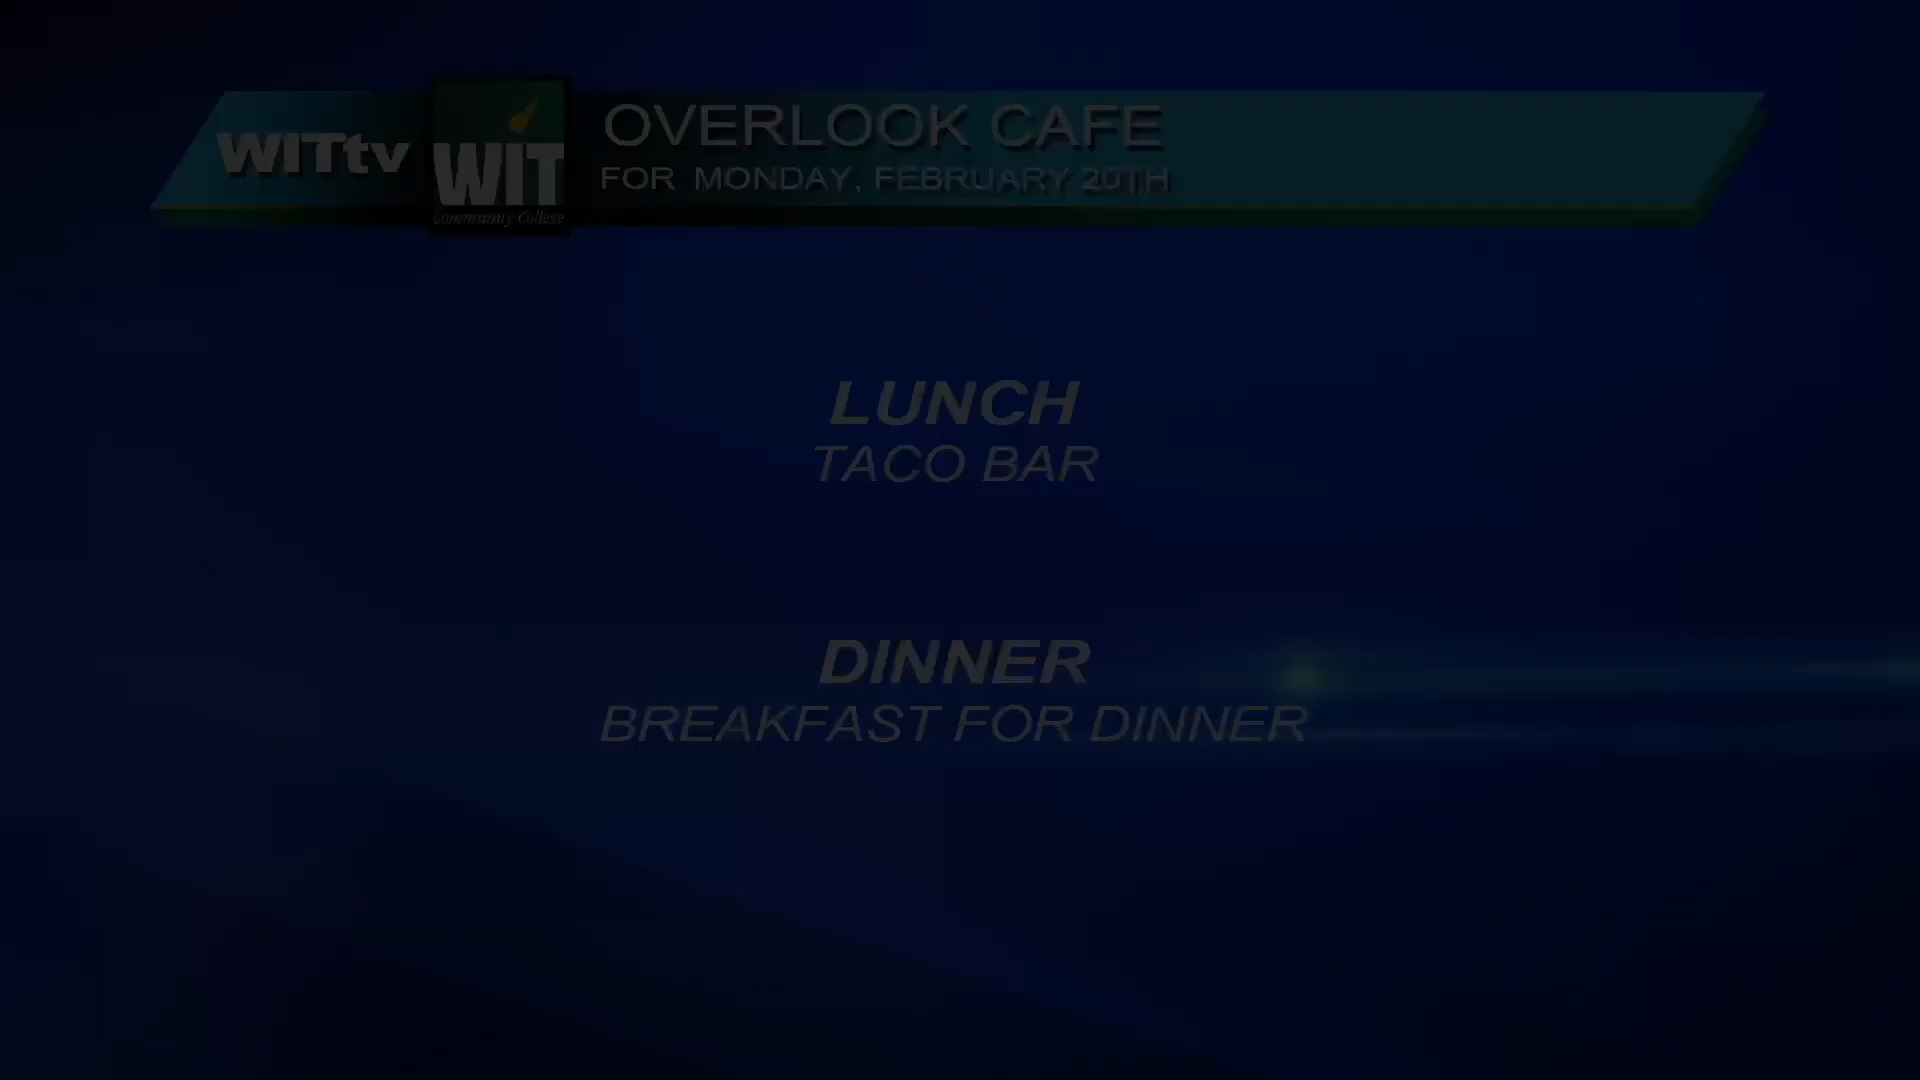 WITtv
WIT
Community College
OVERLOOK CAFE
FOR MONDAY, FEBRUARY 20TH
LUNCH
TACO BAR
DINNER
BREAKFAST FOR DINNER